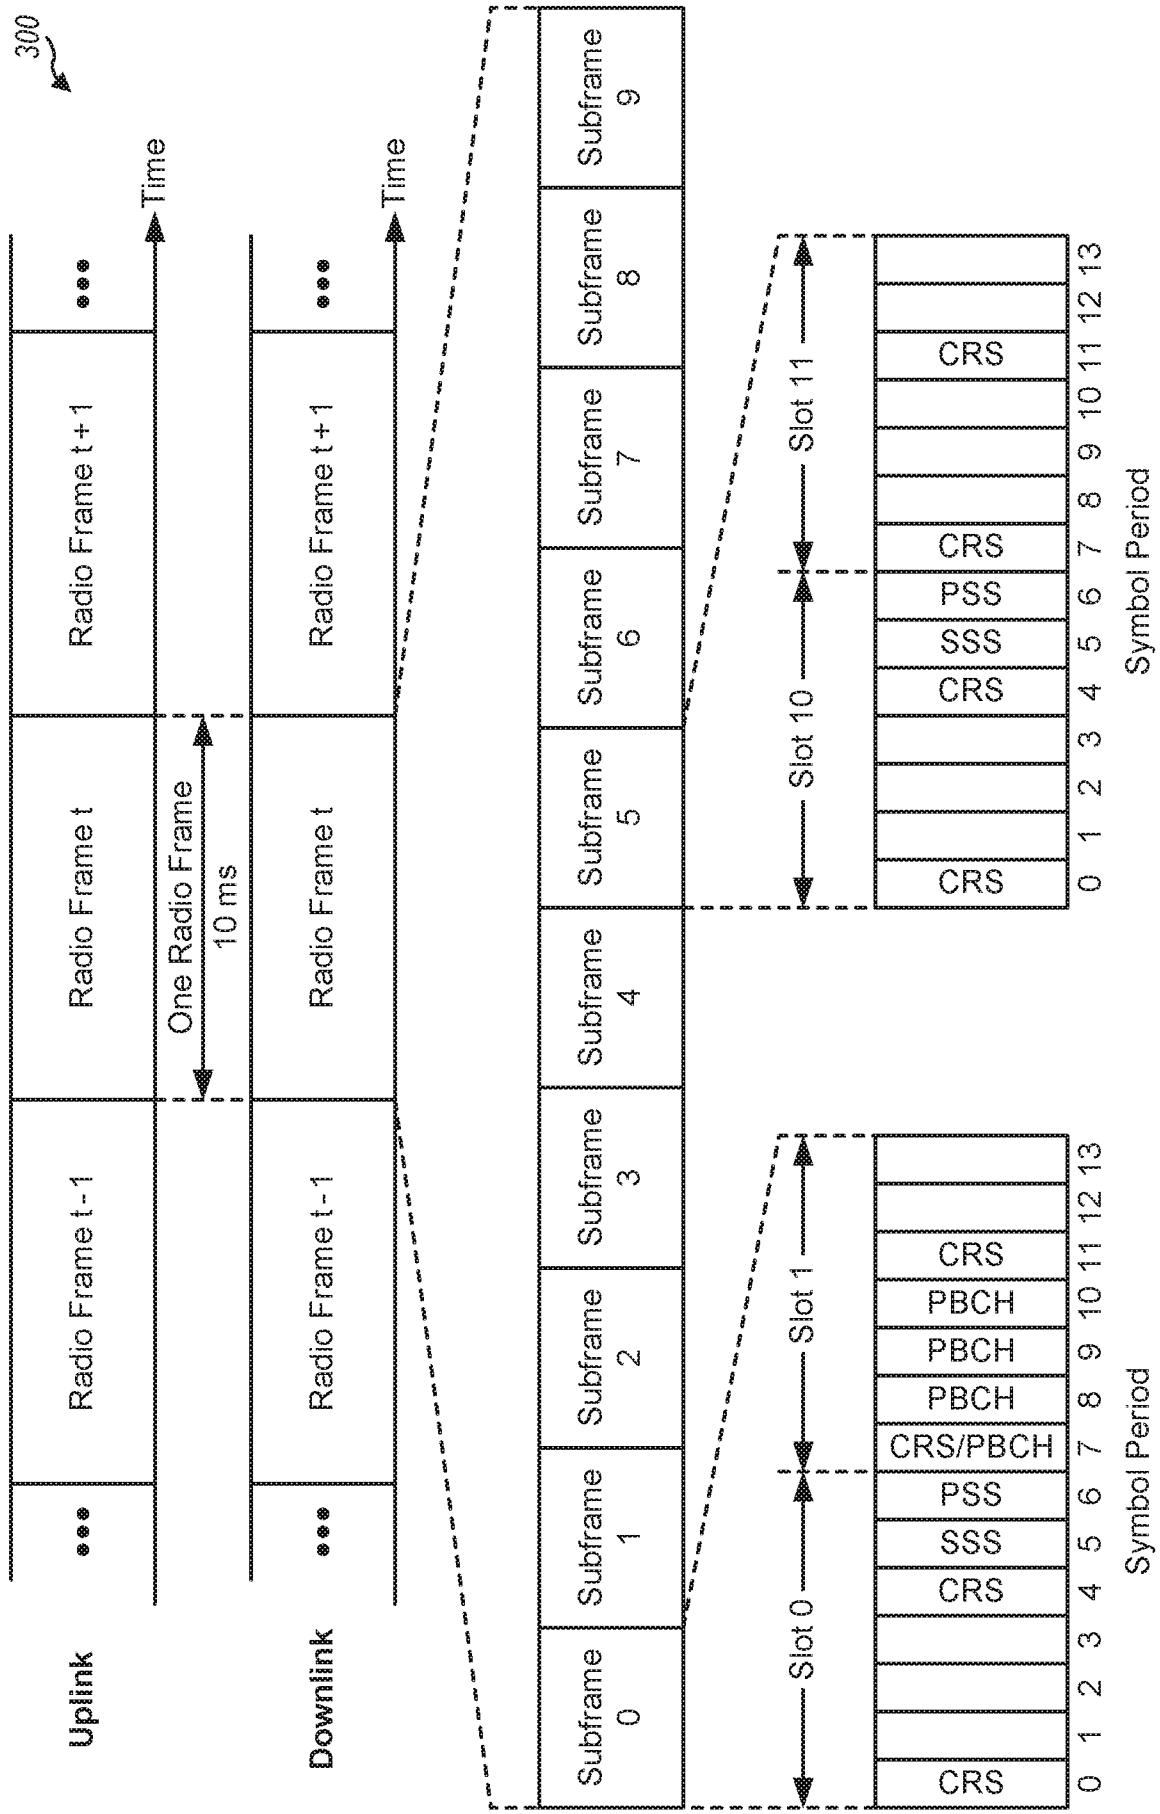 300
Uplink
Radio Frame t-1
Radio Frame t
Radio Frame t+1
Time
One Radio Frame
10 ms
Downlink
Radio Frame t-1
Radio Frame t
Radio Frame t+1
Time
Subframe
0
Subframe
1
Subframe
2
Subframe
3
Subframe
4
Subframe
5
Subframe
6
Subframe
7
Subframe
8
Subframe
9
Slot 0
Slot 1
CRS
CRS
SSS
PSS
CRS/PBCH
PBCH
PBCH
PBCH
CRS
0 1 2 3 4 5 6 7 8 9 10 11 12 13
Symbol Period
Slot 10
Slot 11
CRS
CRS
SSS
PSS
CRS
CRS
0 1 2 3 4 5 6 7 8 9 10 11 12 13
Symbol Period